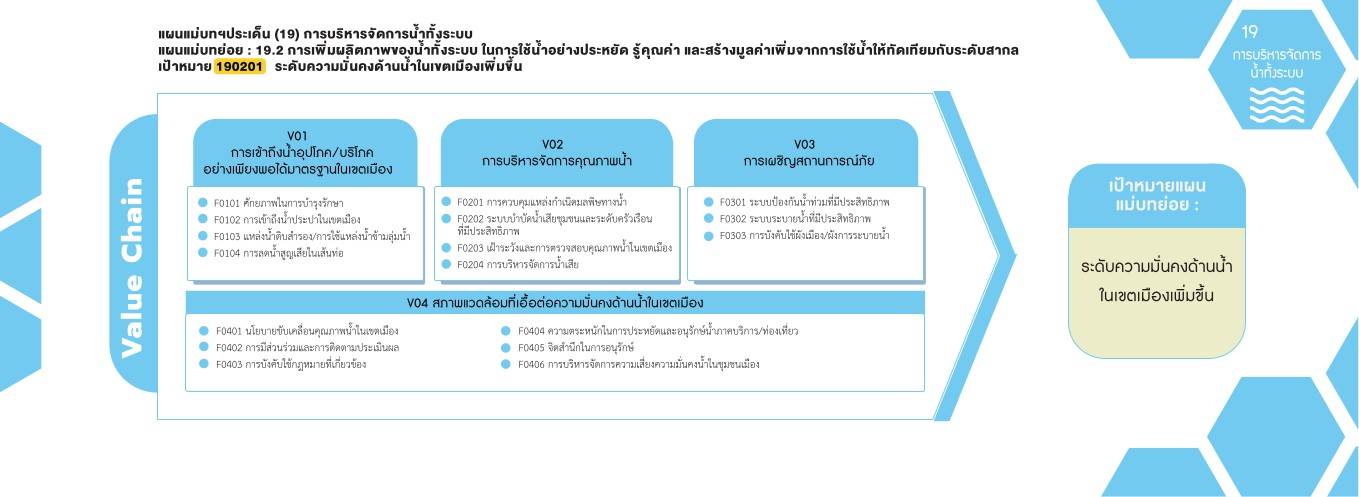 แผนแม่บทฯประเด็น (19) การบริหารจัดการน้ำทั้งระบบ
แผนแม่บทย่อย : 19.2 การเพิ่มผลิตภาพของน้ำทั้งระบบ ในการใช้น้ำอย่างประหยัด รู้คุณค่า และสร้างมูลค่าเพิ่มจากการใช้น้ำให้ทัดเทียมกับระดับสากล
เป้าหมาย 190201 ระดับความมั่นคงด้านน้ำในเขตเมืองเพิ่มขึ้น
19
การบริหารจัดการ
น้ำทั้งระบบ
Value Chain
V01
การเข้าถึงน้ำอุปโภค/บริโภค
อย่างเพียงพอได้มาตรฐานในเขตเมือง
F0101 ศักยภาพในการบำรุงรักษา
F0102 การเข้าถึงน้ำประปาในเขตเมือง
F0103 แหล่งน้ำดิบสำรอง/การใช้แหล่งน้ำข้ามลุ่มน้ำ
F0104 การลดน้ำสูญเสียในเส้นท่อ
V02
การบริหารจัดการคุณภาพน้ำ
F0201 การควบคุมแหล่งกำเนิดมลพิษทางน้ำ
F0202 ระบบบำบัดน้ำเสียชุมชนและระดับครัวเรือน
ที่มีประสิทธิภาพ
F0203 เฝ้าระวังและการตรวจสอบคุณภาพน้ำในเขตเมือง
F0204 การบริหารจัดการน้ำเสีย
V03
การเผชิญสถานการณ์ภัย
F0301 ระบบป้องกันน้ำท่วมที่มีประสิทธิภาพ
F0302 ระบบระบายน้ำที่มีประสิทธิภาพ
F0303 การบังคับใช้ผังเมือง/ผังการระบายน้ำ
V04 สภาพแวดล้อมที่เอื้อต่อความมั่นคงด้านน้ำในเขตเมือง
F0401 นโยบายขับเคลื่อนคุณภาพน้ำในเขตเมือง
F0402 การมีส่วนร่วมและการติดตามประเมินผล
F0403 การบังคับใช้กฎหมายที่เกี่ยวข้อง
F0404 ความตระหนักในการประหยัดและอนุรักษ์น้ำภาคบริการ/ท่องเที่ยว
F0405 จิตสำนึกในการอนุรักษ์
F0406 การบริหารจัดการความเสี่ยงความมั่นคงน้ำในชุมชนเมือง
เป้าหมายแผน
แม่บทย่อย :
ระดับความมั่นคงด้านน้ำ
ในเขตเมืองเพิ่มขึ้น